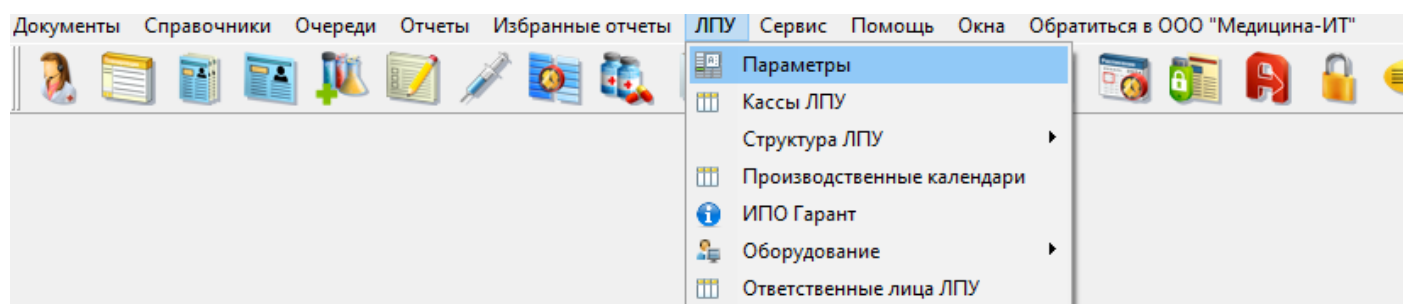 Документы Справочники Очереди Отчеты Избранные отчеты ЛПУ Сервис Помощь Окна Обратиться в ООО "Медицина-ИТ"
Параметры
Кассы ЛПУ
Структура ЛПУ
Производственные календари
ИПО Гарант
Оборудование
Ответственные лица ЛПУ